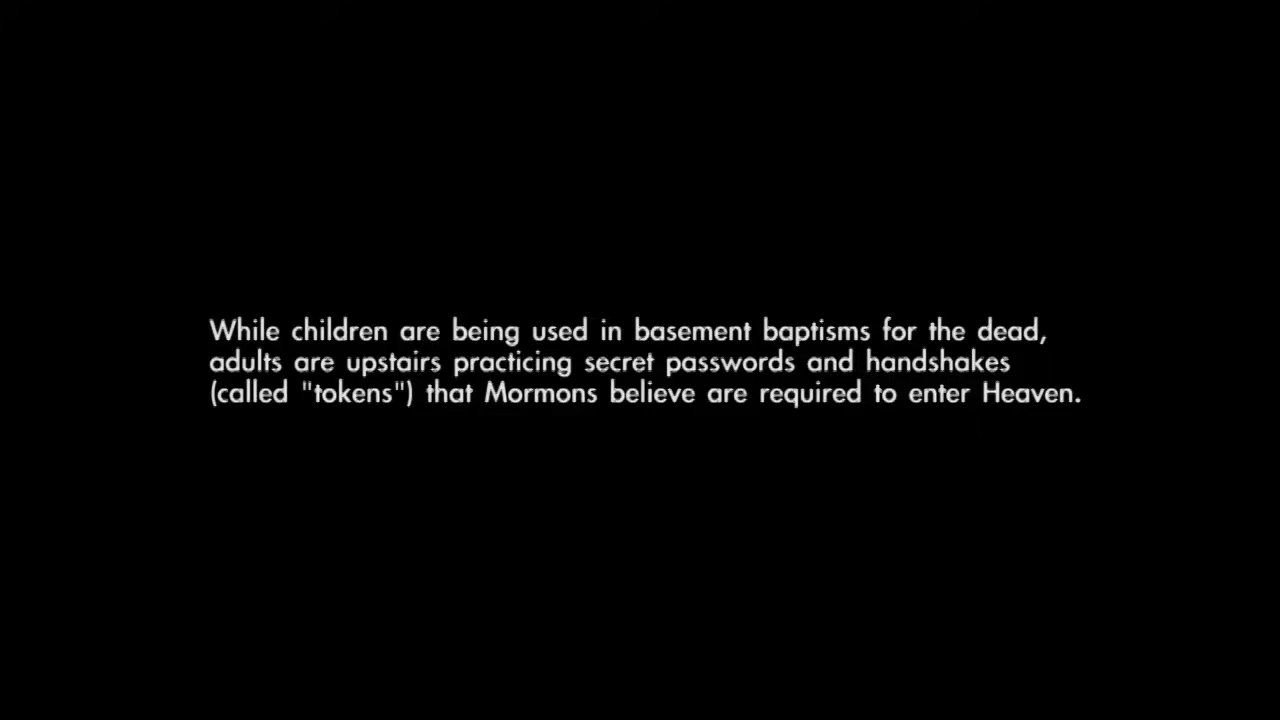 While children are being used in basement baptisms for the dead,
adults are upstairs practicing secret passwords and handshakes
(called "tokens") that Mormons believe are required to enter Heaven.